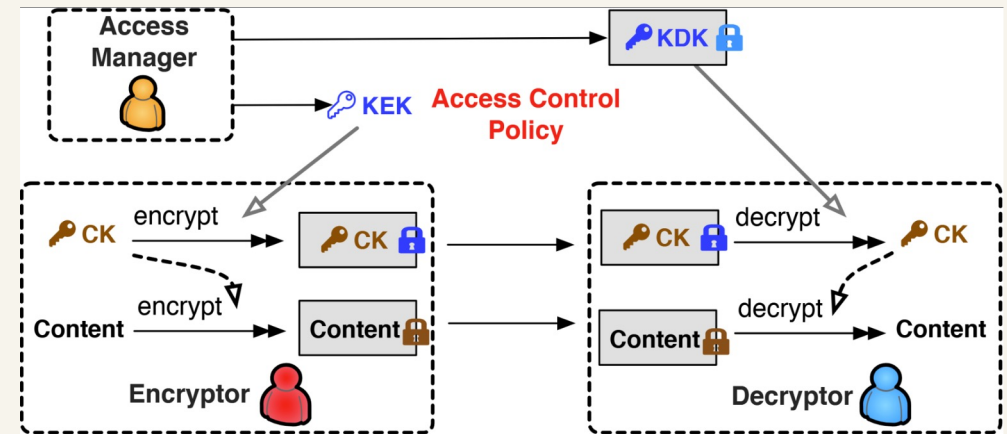 Access
Manager
KDK
KEK
Access Control
Policy
CK
encrypt
CK
encrypt
Content
Content
Encryptor
CK
decrypt
CK
decrypt
Content
Content
Decryptor